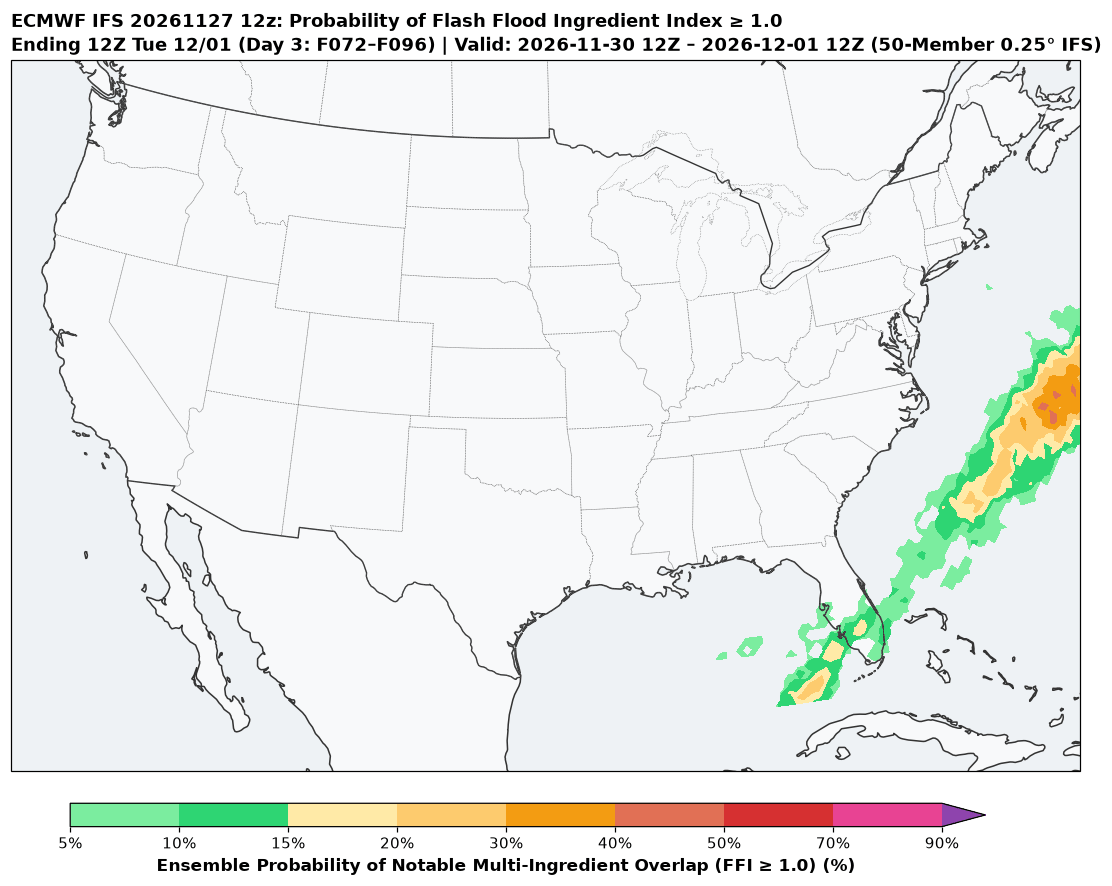 ECMWF IFS 20261127 12z: Probability of Flash Flood Ingredient Index ≥ 1.0
Ending 12Z Tue 12/01 (Day 3: F072–F096) | Valid: 2026-11-30 12Z – 2026-12-01 12Z (50-Member 0.25° IFS)
5% 10% 15% 20% 30% 40% 50% 70% 90%
Ensemble Probability of Notable Multi-Ingredient Overlap (FFI ≥ 1.0) (%)